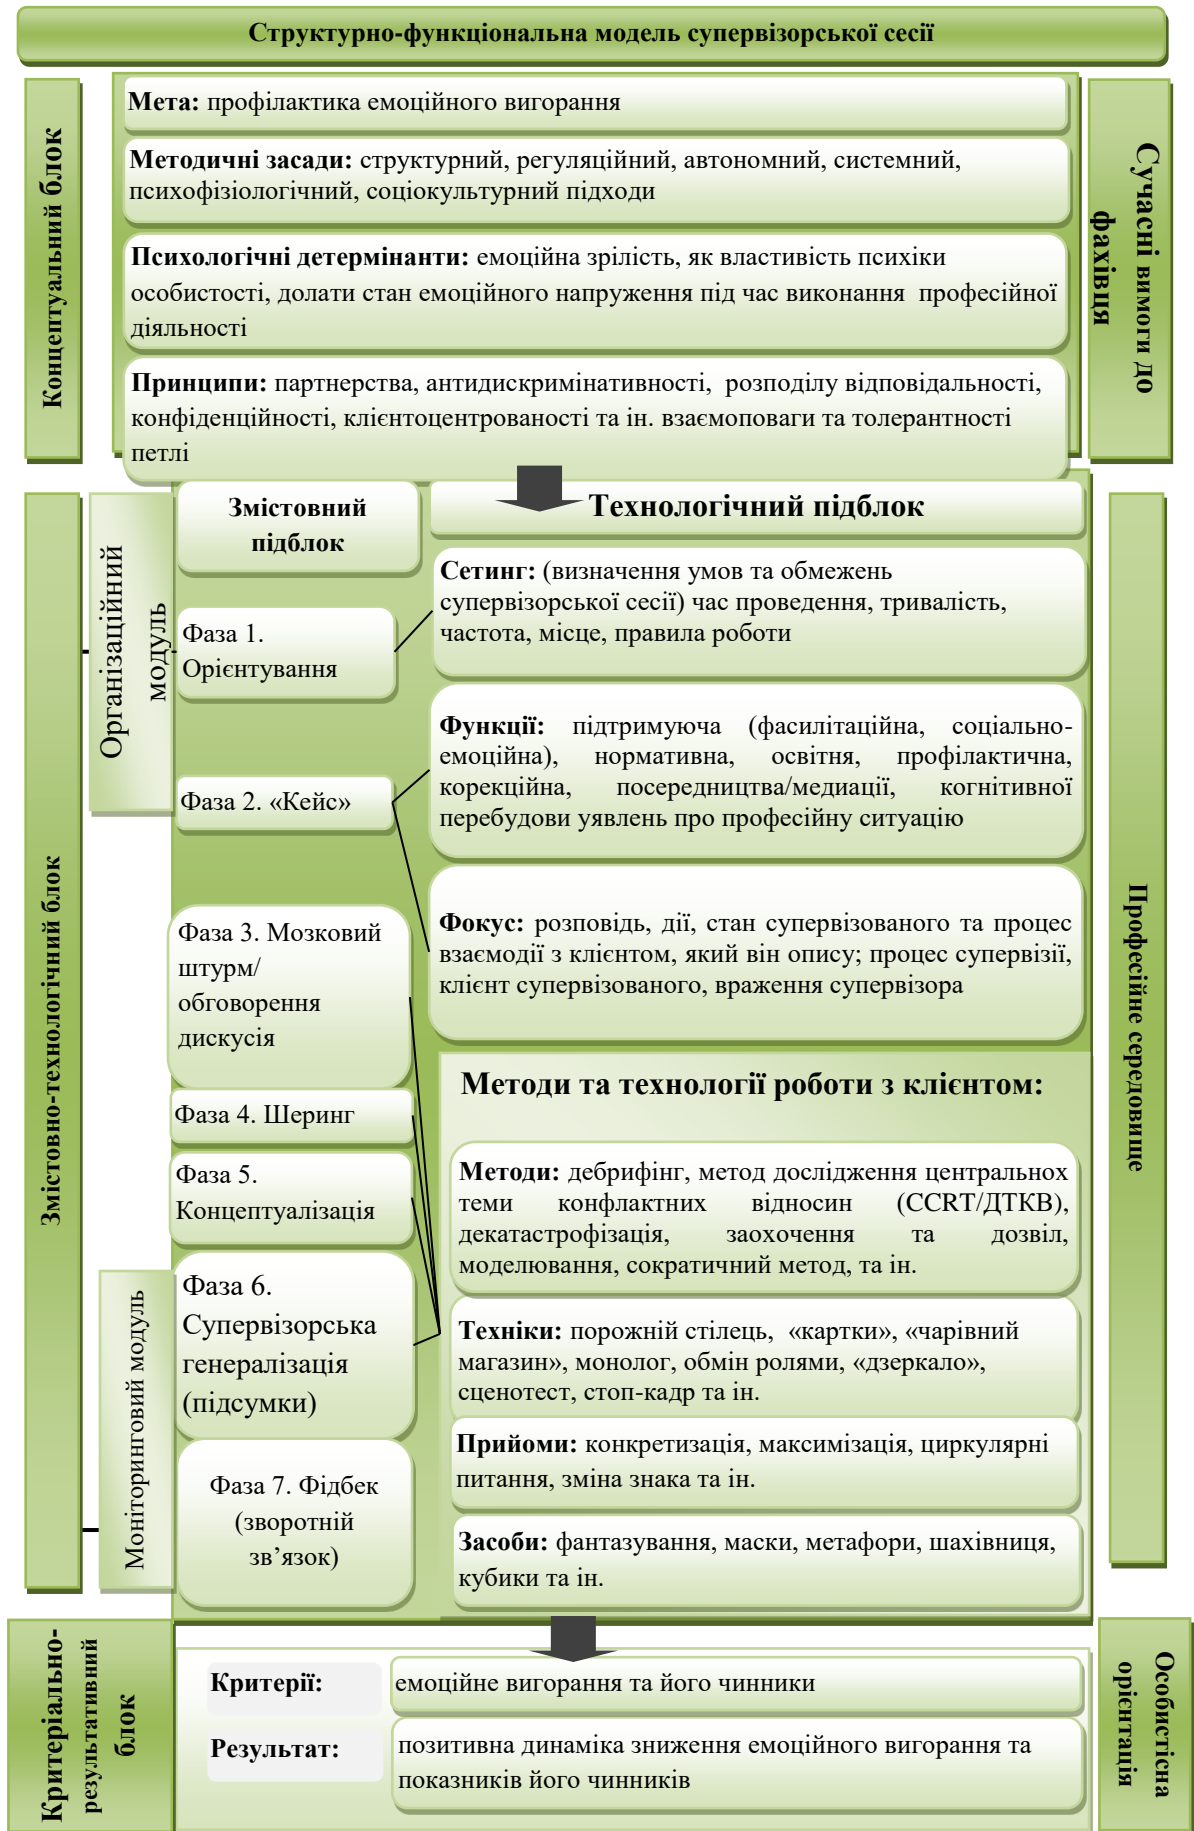 Структурно-функціональна модель супервізорської сесії
Концептуальний блок
Мета: профілактика емоційного вигорання
Методичні засади: структурний, регуляційний, автономний, системний,
психофізіологічний, соціокультурний підходи
Психологічні детермінанти: емоційна зрілість, як властивість психіки
особистості, долати стан емоційного напруження під час виконання професійної
діяльності
Принципи: партнерства, антидискримінативності, розподілу відповідальності,
конфіденційності, клієнтоцентрованості та ін. взаємоповаги та толерантності
петлі
Сучасні вимоги до
фахівця
Змістовно-технологічний блок
Організаційний
модуль
Змістовний
підблок
Технологічний підблок
Фаза 1.
Орієнтування
Сетинг: (визначення умов та обмежень
супервізорської сесії) час проведення, тривалість,
частота, місце, правила роботи
Фаза 2. «Кейс»
Функції: підтримуюча (фасилітаційна, соціально-
емоційна), нормативна, освітня, профілактична,
корекційна, посередництва/медиації, когнітивної
перебудови уявлень про професійну ситуацію
Фокус: розповідь, дії, стан супервізованого та процес
взаємодії з клієнтом, який він опису; процес супервізії,
клієнт супервізованого, враження супервізора
Фаза 3. Мозковий
штурм/
обговорення
дискусія
Фаза 4. Шеринг
Фаза 5.
Концептуалізація
Моніторинговий модуль
Фаза 6.
Супервізорська
генералізація
(підсумки)
Фаза 7. Фідбек
(зворотній
зв’язок)
Методи та технології роботи з клієнтом:
Методи: дебрифінг, метод дослідження центральнох
теми конфлактних відносин (CCRT/ДТКВ),
декатастрофізація, заохочення та дозвіл,
моделювання, сократичний метод, та ін.
Техніки: порожній стілець, «картки», «чарівний
магазин», монолог, обмін ролями, «дзеркало»,
сценотест, стоп-кадр та ін.
Прийоми: конкретизація, максимізація, циркулярні
питання, зміна знака та ін.
Засоби: фантазування, маски, метафори, шахівниця,
кубики та ін.
Професійне середовище
Критеріально-
результативний
блок
Критерії:
емоційне вигорання та його чинники
Результат:
позитивна динаміка зниження емоційного вигорання та
показників його чинників
Особистісна
орієнтація